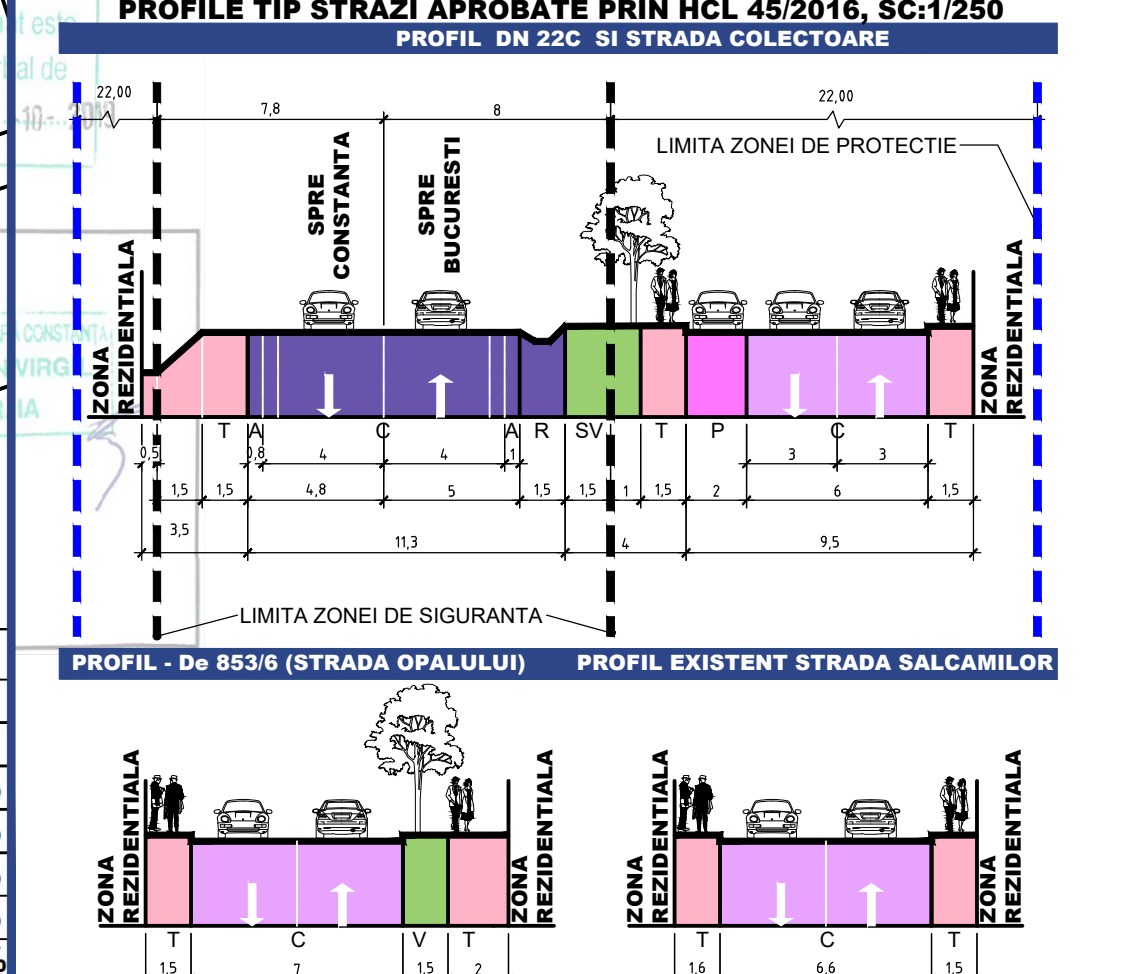 PROFILE TIP STRAZI APROBATE PRIN HCL 45/2016, SC:1/250
PROFIL DN 22C SI STRADA COLECTOARE
22,00
7,8
8
22,00
LIMITA ZONEI DE PROTECTIE
SPRE
CONSTANTA
SPRE
BUCURESTI
ZONA
REZIDENTIALA
ZONA
REZIDENTIALA
T A C A R SV T P C T
0,5 0,8 4 4 1 3 3
1,5 1,5 4,8 5 1,5 1,5 1 1,5 2 6 1,5
3,5 11,3 4 9,5
LIMITA ZONEI DE SIGURANTA
PROFIL - De 853/6 (STRADA OPALULUI)
PROFIL EXISTENT STRADA SALCAMILOR
ZONA
REZIDENTIALA
ZONA
REZIDENTIALA
T C V T
1,5 7 1,5 2
ZONA
REZIDENTIALA
ZONA
REZIDENTIALA
T C T
1,6 6,6 1,5